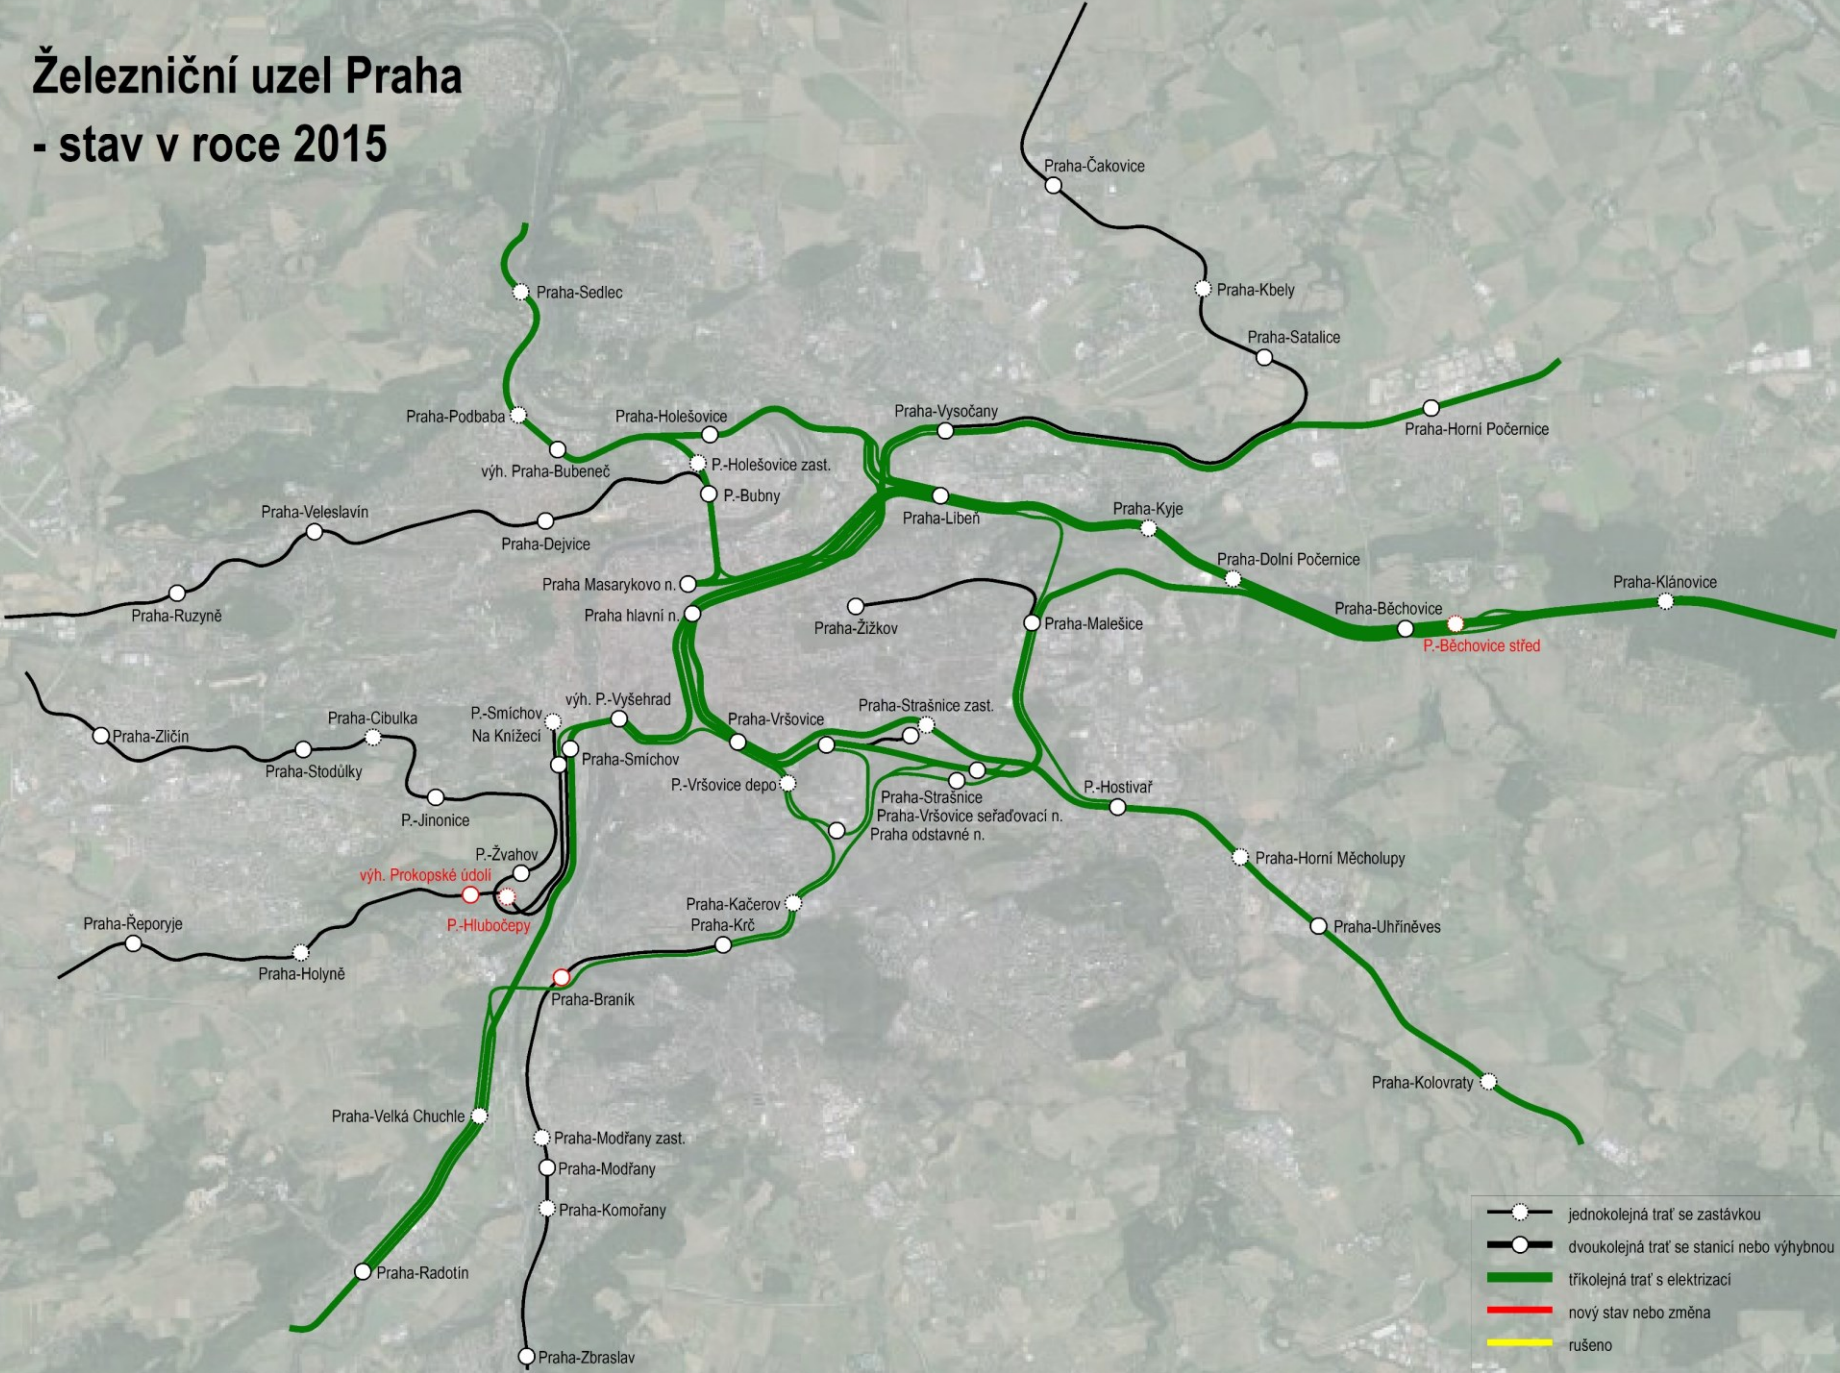 Železniční uzel Praha
- stav v roce 2015
Praha-Čakovice
Praha-Kbely
Praha-Sedlec
Praha-Satalice
Praha-Podbaba
Praha-Holešovice
Praha-Vysočany
Praha-Horní Počernice
výh. Praha-Bubeneč
P.-Holešovice zast.
P.-Bubny
Praha-Veleslavín
Praha-Dejvice
Praha-Libeň
Praha-Kyje
Praha-Dolní Počernice
Praha Masarykovo n.
Praha-Klánovice
Praha-Ruzyně
Praha hlavní n.
Praha-Žižkov
Praha-Malešice
Praha-Běchovice
P.-Běchovice střed
výh. P.-Vyšehrad
Praha-Strašnice zast.
P.-Smíchov
Na Knížecí
Praha-Cibulka
Praha-Vršovice
Praha-Zličín
Praha-Stodůlky
Praha-Smíchov
P.-Vršovice depo
P.-Hostivař
Praha-Strašnice
Praha-Vršovice seřaďovací n.
Praha odstavné n.
P.-Jinonice
P.-Žvahov
výh. Prokopské údolí
Praha-Horní Měcholupy
P.-Hlubočepy
Praha-Kačerov
Praha-Krč
Praha-Řeporyje
Praha-Uhříněves
Praha-Holyně
Praha-Braník
Praha-Kolovraty
Praha-Velká Chuchle
Praha-Modřany zast.
Praha-Modřany
Praha-Komořany
Praha-Radotín
Praha-Zbraslav
jednokolejná trať se zastávkou
dvoukolejná trať se stanicí nebo výhybnou
tříkolejná trať s elektrizací
nový stav nebo změna
rušeno